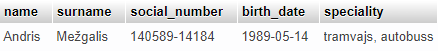 name surname social_number birth_date speciality
Andris Mežgalis 140589-14184 1989-05-14 tramvajs, autobuss